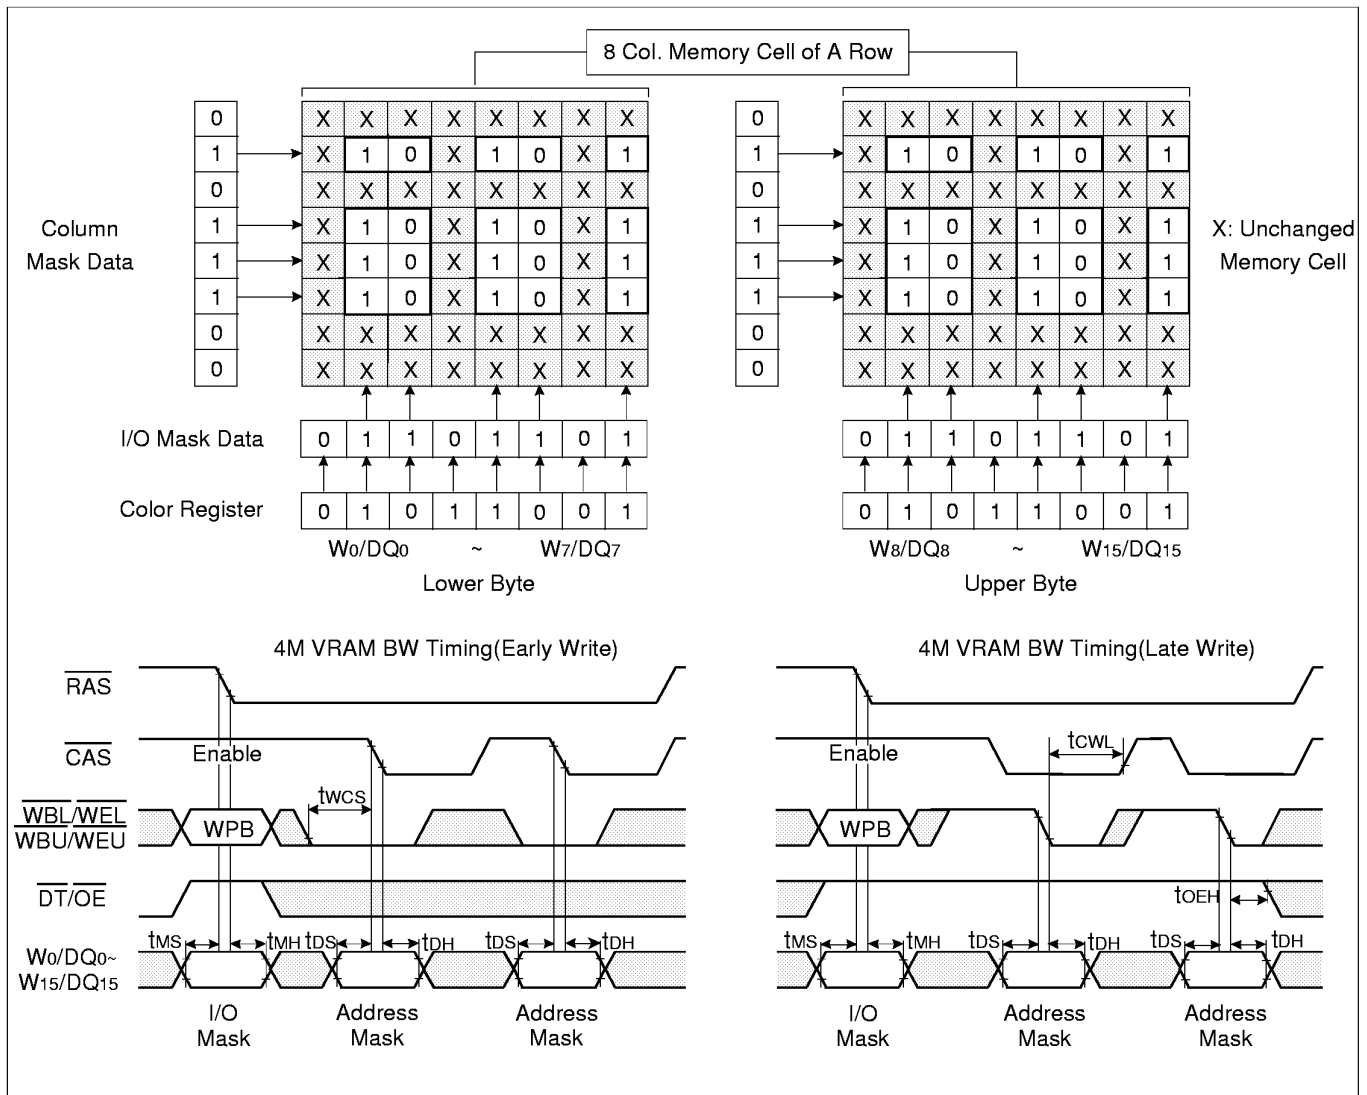 8 Col. Memory Cell of A Row
0 X X X X X X X X 0 X X X X X X X X
1 X 1 0 X 1 0 X 1 1 X 1 0 X 1 0 X 1
0 X X X X X X X X 0 X X X X X X X X
Column 1 X 1 0 X 1 0 X 1 1 X 1 0 X 1 0 X 1 X: Unchanged
Mask Data 1 X 1 0 X 1 0 X 1 1 X 1 0 X 1 0 X 1 Memory Cell
1 X 1 0 X 1 0 X 1 1 X 1 0 X 1 0 X 1
0 X X X X X X X X 0 X X X X X X X X
0 X X X X X X X X 0 X X X X X X X X
I/O Mask Data 0 1 1 0 1 1 0 1 0 1 1 0 1 1 0 1
Color Register 0 1 0 1 1 0 0 1 0 1 0 1 1 0 0 1
W0/DQ0 ~ W7/DQ7 W8/DQ8 ~ W15/DQ15
Lower Byte Upper Byte
4M VRAM BW Timing(Early Write) 4M VRAM BW Timing(Late Write)
RAS
CAS Enable Enable tCWL
tWCS
WBL/WEL
WBU/WEU WPB WPB
DT/OE tOEH
tMS tMH tDS tDH tDS tDH tMS tMH tDS tDH tDS tDH
W0/DQ0~
W15/DQ15
I/O Address Address I/O Address Address
Mask Mask Mask Mask Mask Mask